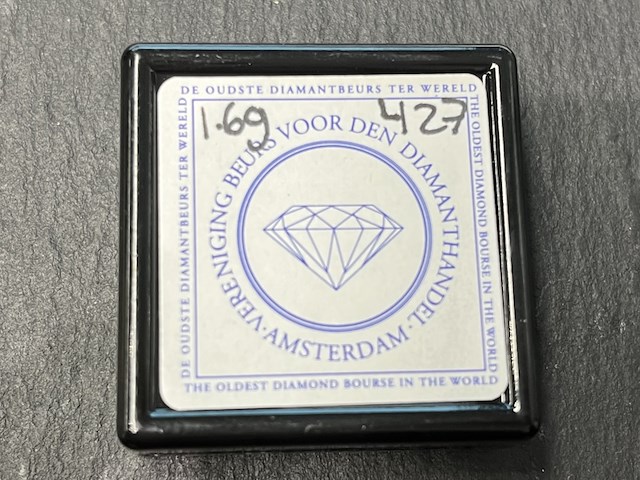 DE OUDSTE DIAMANTBEURS TER WERELD
1.69
427
DE OUDSTE DIAMANTBEURS TER WERELD
THE OLDEST DIAMOND BOURSE IN THE WORLD
VERENIGING BEURS VOOR DEN DIAMANTHANDEL
·AMSTERDAM·
THE OLDEST DIAMOND BOURSE IN THE WORLD